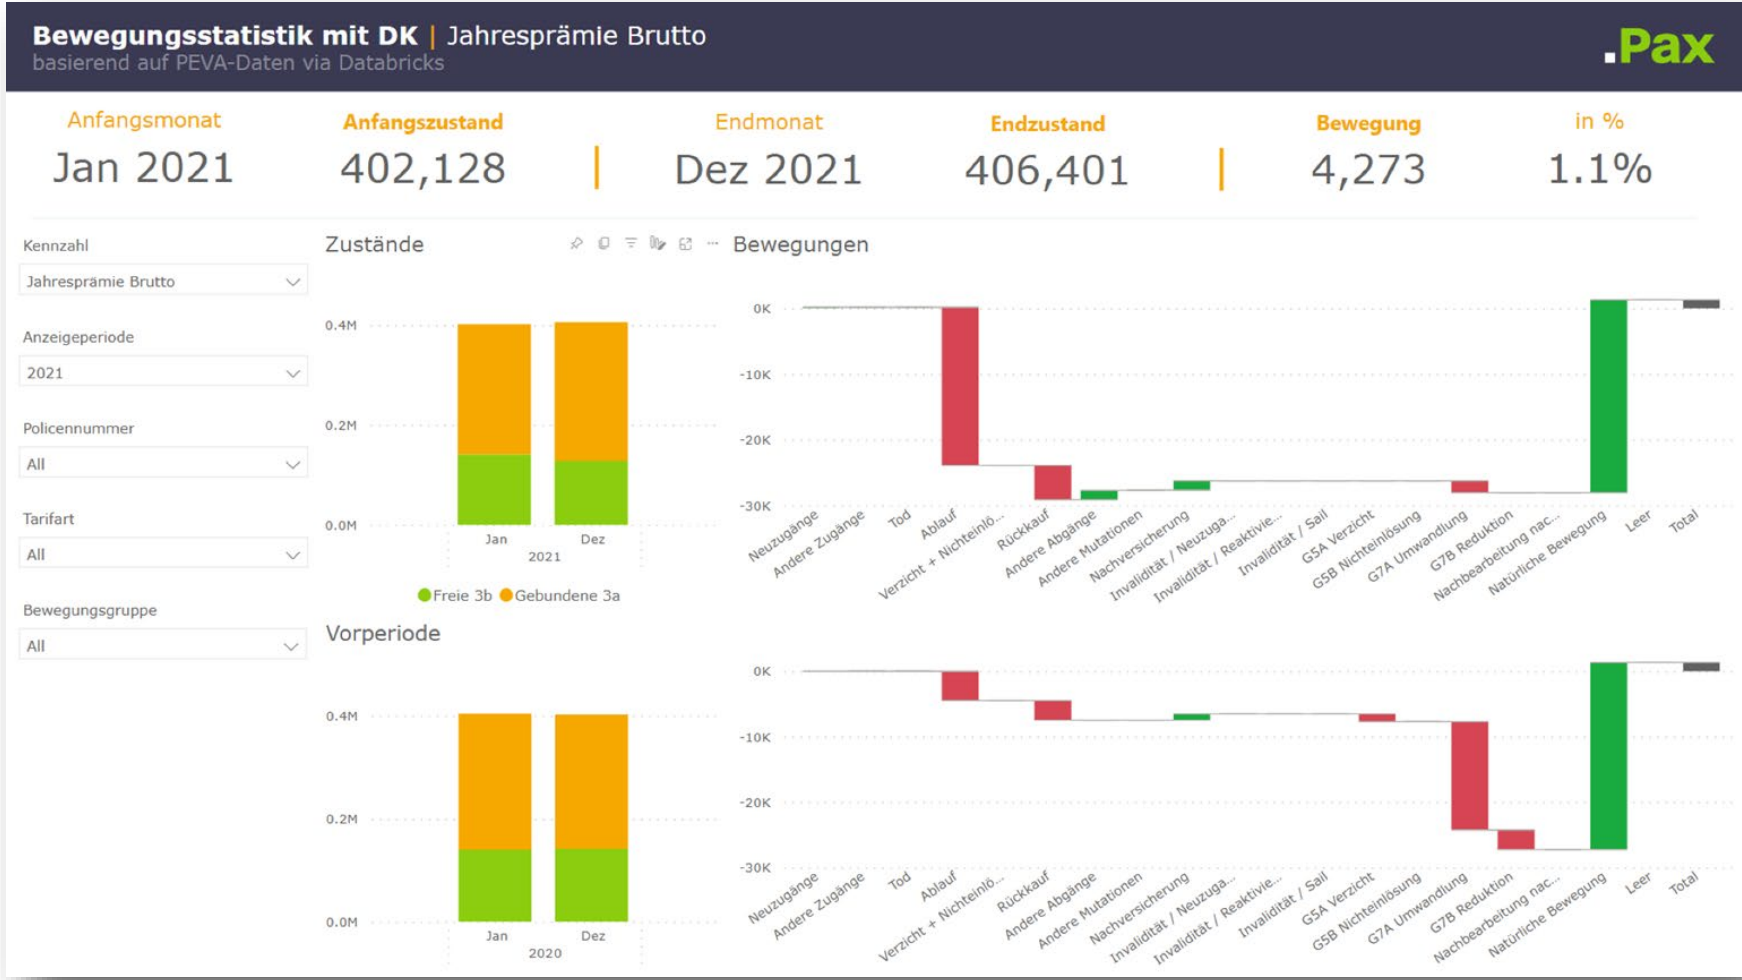 Bewegungsstatistik mit DK | Jahresprämie Brutto
basierend auf PEVA-Daten via Databricks
.Pax
Anfangsmonat
Jan 2021
Anfangszustand
402,128
Endmonat
Dez 2021
Endzustand
406,401
Bewegung
4,273
in %
1.1%
Kennzahl
Jahresprämie Brutto
Anzeigeperiode
2021
Policennummer
All
Tarifart
All
Bewegungsgruppe
All
Zustände
0.4M
0.2M
0.0M
Jan Dez
2021
Freie 3b Gebundene 3a
Bewegungen
0K
-10K
-20K
-30K
Neuzugänge
Andere Zugänge
Tod
Ablauf
Verzicht + Nichteinlö...
Rückkauf
Andere Abgänge
Andere Mutationen
Nachversicherung
Invalidität / Neuzuga...
Invalidität / Reaktivie...
Invalidität / Sail
G5A Verzicht
G5B Nichteinlösung
G7A Umwandlung
G7B Reduktion
Nachbearbeitung nac...
Natürliche Bewegung
Leer
Total
Vorperiode
0.4M
0.2M
0.0M
Jan Dez
2020
0K
-10K
-20K
-30K
Neuzugänge
Andere Zugänge
Tod
Ablauf
Verzicht + Nichteinlö...
Rückkauf
Andere Abgänge
Andere Mutationen
Nachversicherung
Invalidität / Neuzuga...
Invalidität / Reaktivie...
Invalidität / Sail
G5A Verzicht
G5B Nichteinlösung
G7A Umwandlung
G7B Reduktion
Nachbearbeitung nac...
Natürliche Bewegung
Leer
Total